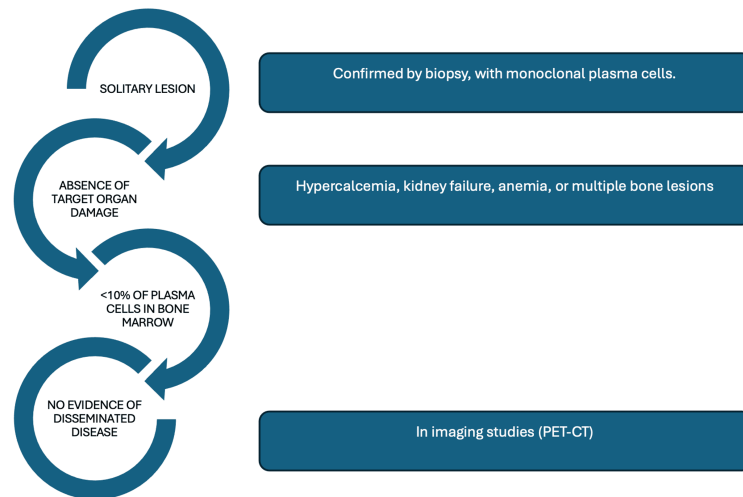 SOLITARY LESION
Confirmed by biopsy, with monoclonal plasma cells.
ABSENCE OF
TARGET ORGAN
DAMAGE
Hypercalcemia, kidney failure, anemia, or multiple bone lesions
<10% OF PLASMA
CELLS IN BONE
MARROW
NO EVIDENCE OF
DISSEMINATED
DISEASE
In imaging studies (PET-CT)